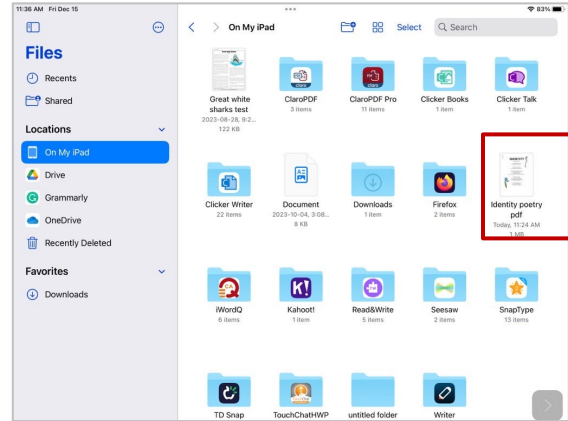 11:36 AM Fri Dec 15
83%
Files
Recents
Shared
Locations
On My iPad
Drive
Grammarly
OneDrive
Recently Deleted
Favorites
Downloads
On My iPad
Select
Search
Great white
sharks test
2023-08-28, 9:2...
122 KB
claro
ClaroPDF
3 items
claro
ClaroPDF Pro
11 items
Clicker Books
1 item
Clicker Talk
1 item
Clicker Writer
22 items
Document
2023-10-04, 3:08...
8 KB
Downloads
1 item
Firefox
2 items
IDENTITY
Identity poetry
pdf
Today, 11:24 AM
1 MB
iWordQ
6 items
K!
Kahoot!
1 item
Read&Write
5 items
Seesaw
2 items
SnapType
13 items
TD Snap
TouchChatHWP
untitled folder
Writer